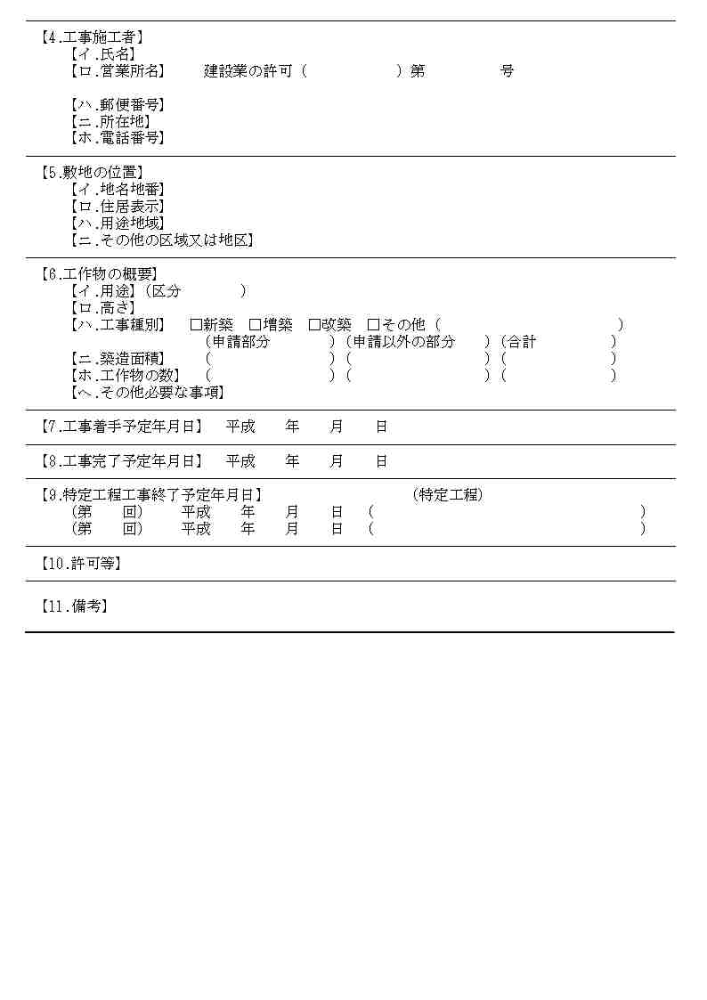 【4.工事施工者】
【イ.氏名】
【ロ.営業所名】　　建設業の許可（　　　　　　）第　　　　　号
【ハ.郵便番号】
【ニ.所在地】
【ホ.電話番号】
【5.敷地の位置】
【イ.地名地番】
【ロ.住居表示】
【ハ.用途地域】
【ニ.その他の区域又は地区】
【6.工作物の概要】
【イ.用途】（区分　　　　）
【ロ.高さ】
【ハ.工事種別】　□新築　□増築　□改築　□その他（　　　　　　　　　　　　）
（申請部分　　　　）（申請以外の部分　　）（合計　　　　　）
【ニ.築造面積】　　（　　　　　　　　）（　　　　　　　　　）（　　　　　　　）
【ホ.工作物の数】　（　　　　　　　　）（　　　　　　　　　）（　　　　　　　）
【ヘ.その他必要な事項】
【7.工事着手予定年月日】　平成　　年　　月　　日
【8.工事完了予定年月日】　平成　　年　　月　　日
【9.特定工程工事終了予定年月日】　　　　　　　　　　（特定工程）
（第　　回）　　平成　　年　　月　　日　（　　　　　　　　　　　　　　　　　　）
（第　　回）　　平成　　年　　月　　日　（　　　　　　　　　　　　　　　　　　）
【10.許可等】
【11.備考】